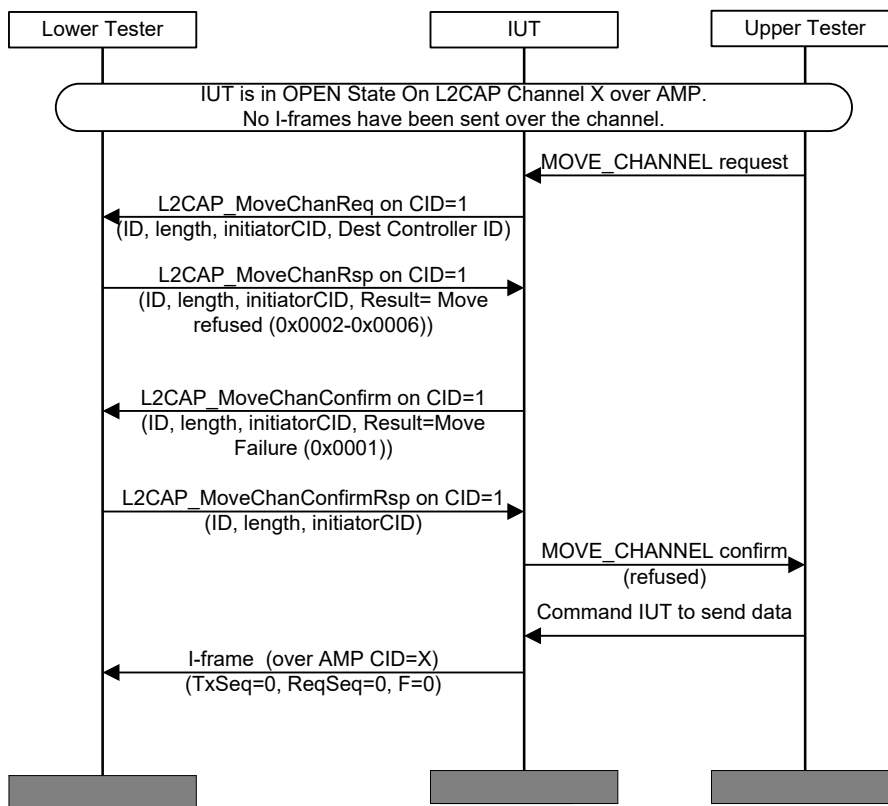 Lower Tester
IUT
Upper Tester
IUT is in OPEN State On L2CAP Channel X over AMP.
No I-frames have been sent over the channel.
MOVE_CHANNEL request
L2CAP_MoveChanReq on CID=1
(ID, length, initiatorCID, Dest Controller ID)
L2CAP_MoveChanRsp on CID=1
(ID, length, initiatorCID, Result= Move
refused (0x0002-0x0006))
L2CAP_MoveChanConfirm on CID=1
(ID, length, initiatorCID, Result=Move
Failure (0x0001))
L2CAP_MoveChanConfirmRsp on CID=1
(ID, length, initiatorCID)
MOVE_CHANNEL confirm
(refused)
Command IUT to send data
I-frame  (over AMP CID=X)
(TxSeq=0, ReqSeq=0, F=0)